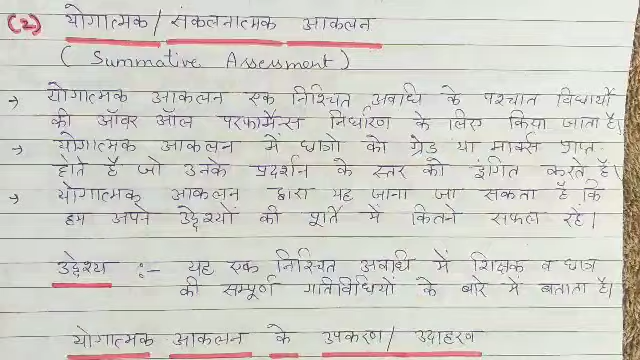 (2) योगात्मक / संकलनात्मक आकलन
( Summative Assessment )
→ योगात्मक आकलन एक निश्चित अवधि के पश्चात विद्यार्थी
की ऑवर ऑल परफार्मेन्स निर्धारण के लिए किया जाता है।
→ योगात्मक आकलन में छात्रो को ग्रेड या मार्क्स प्राप्त
होते है जो उनके प्रदर्शन के स्तर को इंगित करते है।
→ योगात्मक आकलन द्वारा यह जाना जा सकता है कि
हम अपने उद्देश्यों की पूर्ति में कितने सफल रहें।
उद्देश्य :- यह एक निश्चित अवधि में शिक्षक व छात्र
की सम्पूर्ण गतिविधियों के बारे में बताता है।
योगात्मक आकलन के उपकरण / उदाहरण